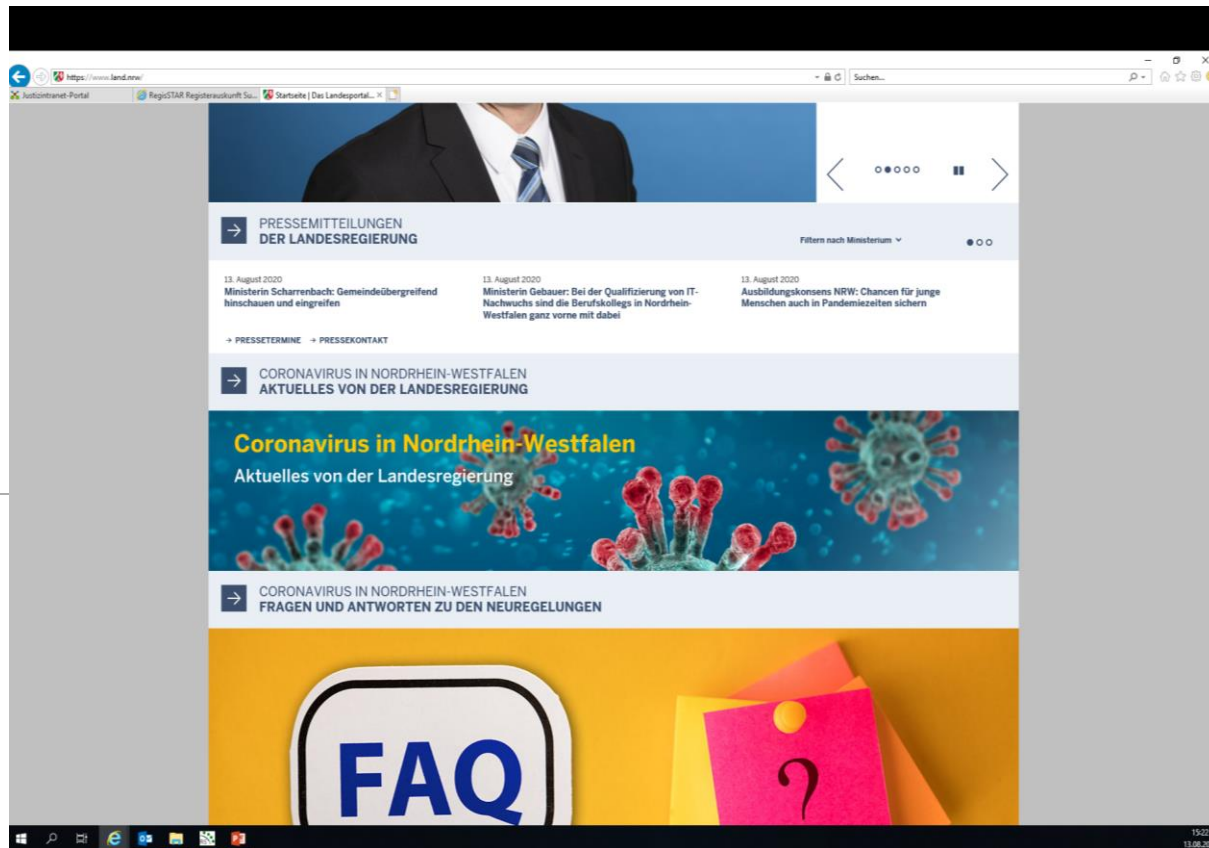 https://www.land.nrw/
Suchen...
Justizintranet-Portal
RegisSTAR Registerauskunft Su...
Startseite | Das Landesportal...
PRESSEMITTEILUNGEN
DER LANDESREGIERUNG
Filtern nach Ministerium
13. August 2020
Ministerin Scharrenbach: Gemeindeübergreifend
hinschauen und eingreifen
13. August 2020
Ministerin Gebauer: Bei der Qualifizierung von IT-
Nachwuchs sind die Berufskollegs in Nordrhein-
Westfalen ganz vorne mit dabei
13. August 2020
Ausbildungskonsens NRW: Chancen für junge
Menschen auch in Pandemiezeiten sichern
→ PRESSETERMINE → PRESSEKONTAKT
CORONAVIRUS IN NORDRHEIN-WESTFALEN
AKTUELLES VON DER LANDESREGIERUNG
Coronavirus in Nordrhein-Westfalen
Aktuelles von der Landesregierung
CORONAVIRUS IN NORDRHEIN-WESTFALEN
FRAGEN UND ANTWORTEN ZU DEN NEUREGELUNGEN
FAQ
?
15:22
13.08.20